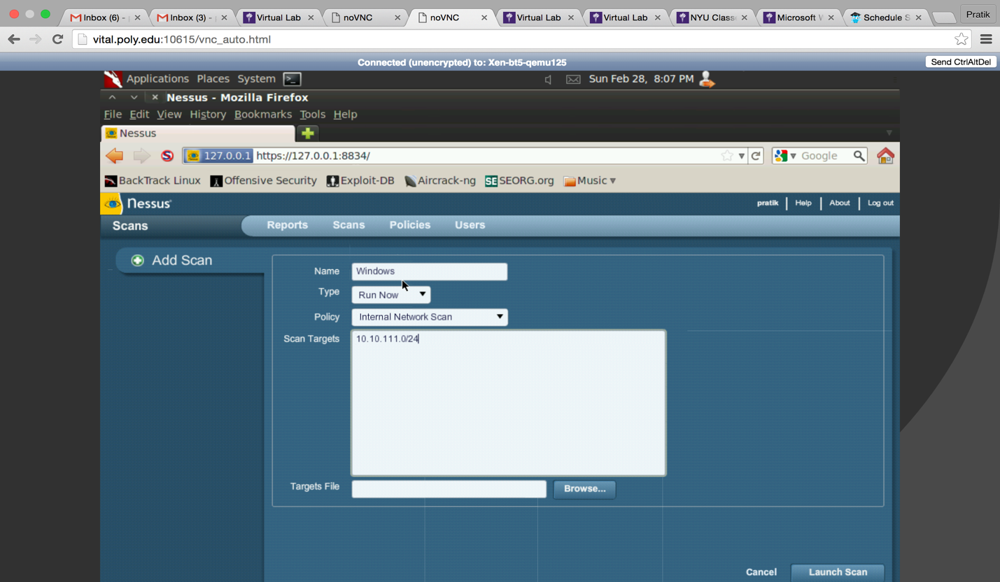 Inbox (6) - Inbox (3) - Virtual Lab noVNC noVNC Virtual Lab Virtual Lab NYU Class Microsoft W Schedule S Pratik
vital.poly.edu:10615/vnc_auto.html
Connected (unencrypted) to: Xen-bt5-qemu125 Send CtrlAltDel
Applications Places System Sun Feb 28, 8:07 PM
Nessus - Mozilla Firefox
File Edit View History Bookmarks Tools Help
Nessus
127.0.0.1 https://127.0.0.1:8834/ Google
BackTrack Linux Offensive Security Exploit-DB Aircrack-ng SE SEORG.org Music
Nessus pratik Help About Log out
Scans Reports Scans Policies Users
Add Scan
Name Windows
Type Run Now
Policy Internal Network Scan
Scan Targets 10.10.111.0/24
Targets File Browse...
Cancel Launch Scan